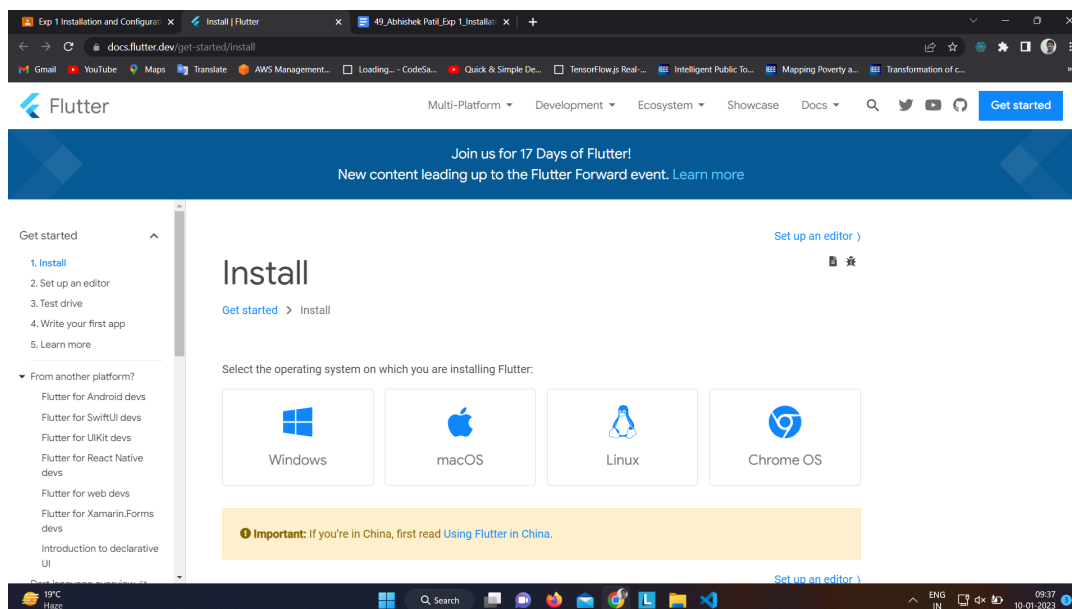 Exp 1 Installation and Configurati
Install | Flutter
49_Abhishek Patil_Exp 1_Installati
docs.flutter.dev/get-started/install
Gmail
YouTube
Maps
Translate
AWS Management...
Loading... - CodeSa...
Quick & Simple De...
TensorFlow.js Real-...
Intelligent Public To...
Mapping Poverty a...
Transformation of c...
Flutter
Multi-Platform
Development
Ecosystem
Showcase
Docs
Get started
Join us for 17 Days of Flutter!
New content leading up to the Flutter Forward event. Learn more
Get started
1. Install
2. Set up an editor
3. Test drive
4. Write your first app
5. Learn more
From another platform?
Flutter for Android devs
Flutter for SwiftUI devs
Flutter for UIKit devs
Flutter for React Native
devs
Flutter for web devs
Flutter for Xamarin.Forms
devs
Introduction to declarative
UI
Set up an editor
Install
Get started > Install
Select the operating system on which you are installing Flutter:
Windows
macOS
Linux
Chrome OS
Important: If you're in China, first read Using Flutter in China.
Set up an editor
19°C
Haze
Search
ENG
IN
09:37
10-01-2023
3